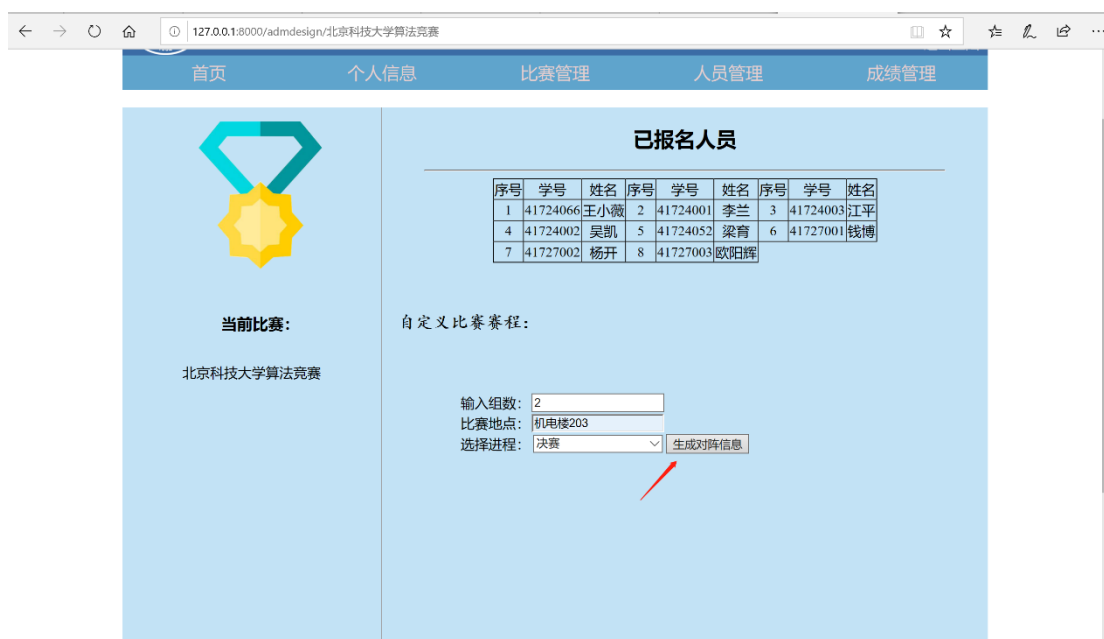 127.0.0.1:8000/admdesign/北京科技大学算法竞赛
首页 个人信息 比赛管理 人员管理 成绩管理
已报名人员
序号 学号 姓名 序号 学号 姓名 序号 学号 姓名
1 41724066 王小薇 2 41724001 李兰 3 41724003 江平
4 41724002 吴凯 5 41724052 梁育 6 41727001 钱博
7 41727002 杨开 8 41727003 欧阳辉
当前比赛：
北京科技大学算法竞赛
自定义比赛赛程：
输入组数： 2
比赛地点： 机电楼203
选择进程： 决赛 生成对阵信息